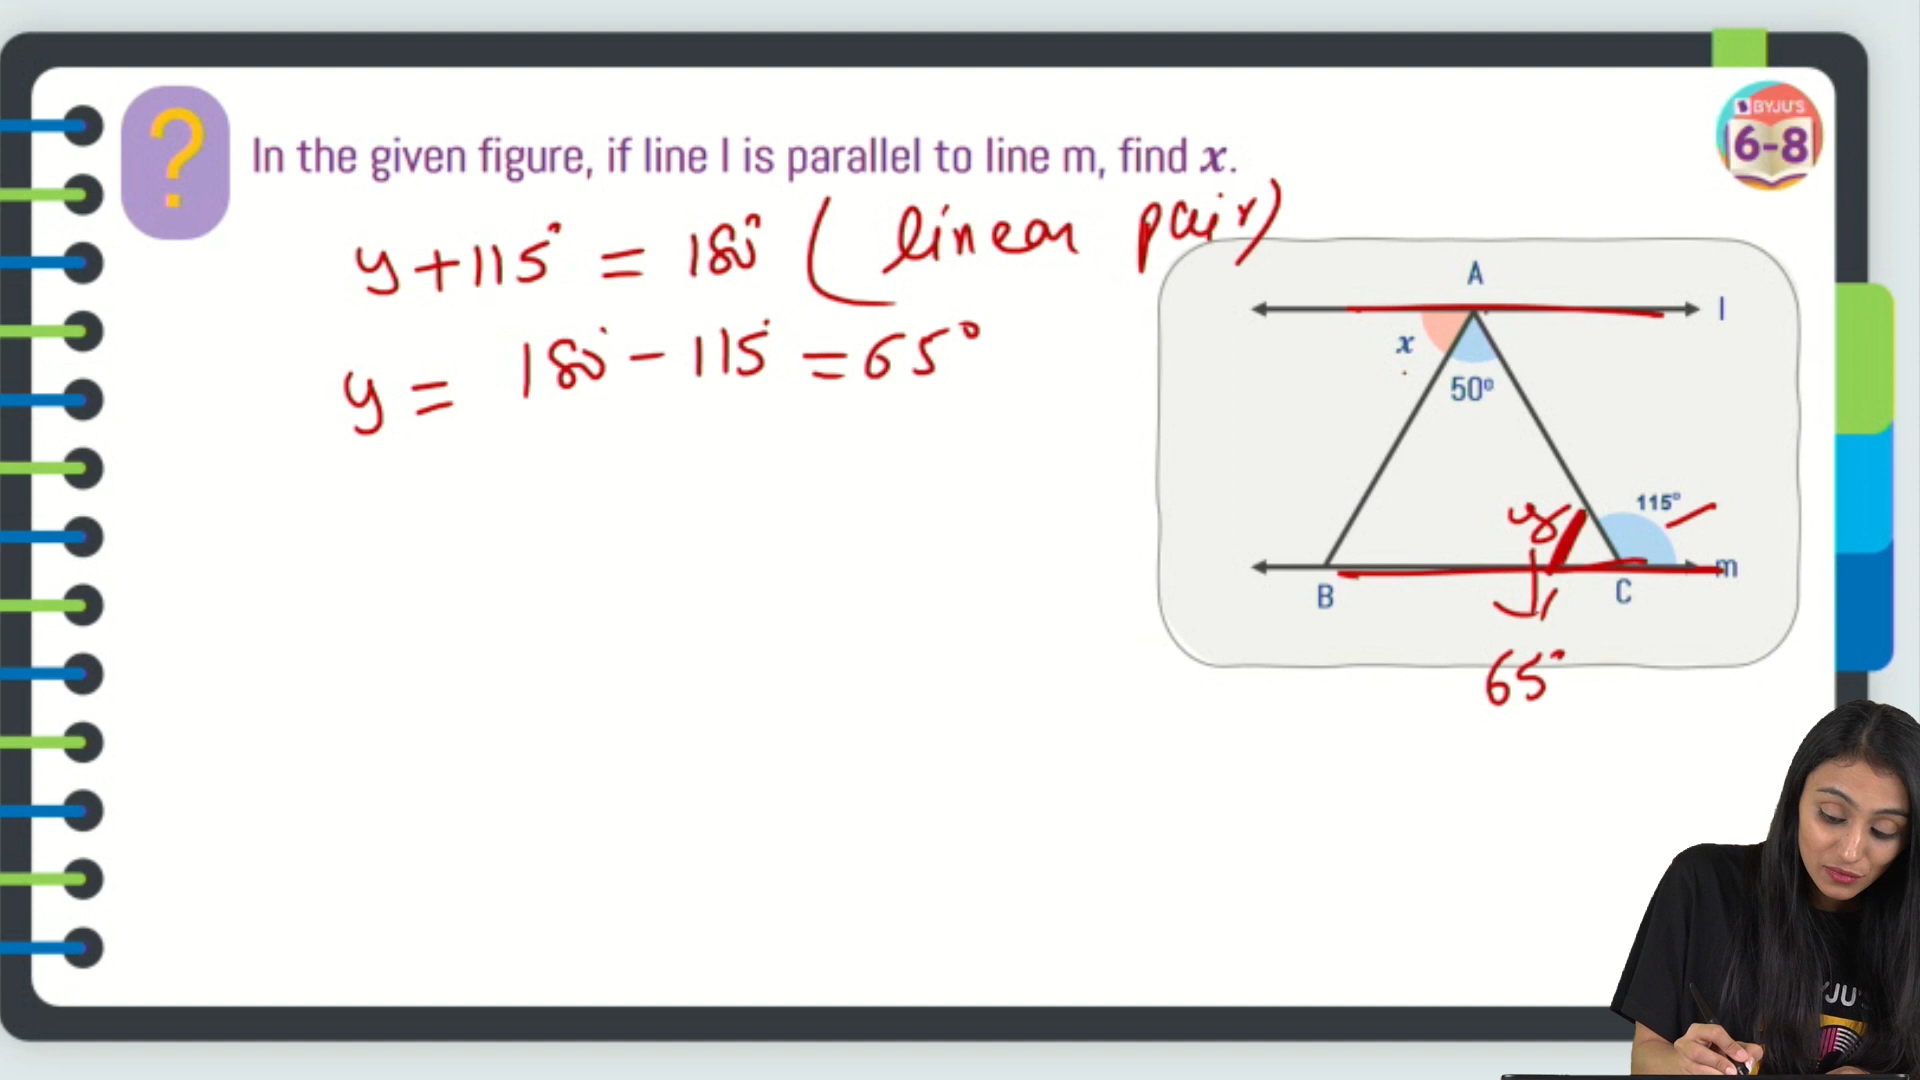 ?
In the given figure, if line l is parallel to line m, find x.
BYJU'S
6-8
y + 115° = 180° ( linear pair)
y = 180° - 115° = 65°
A
l
x
50°
115°
y
m
B
C
65°